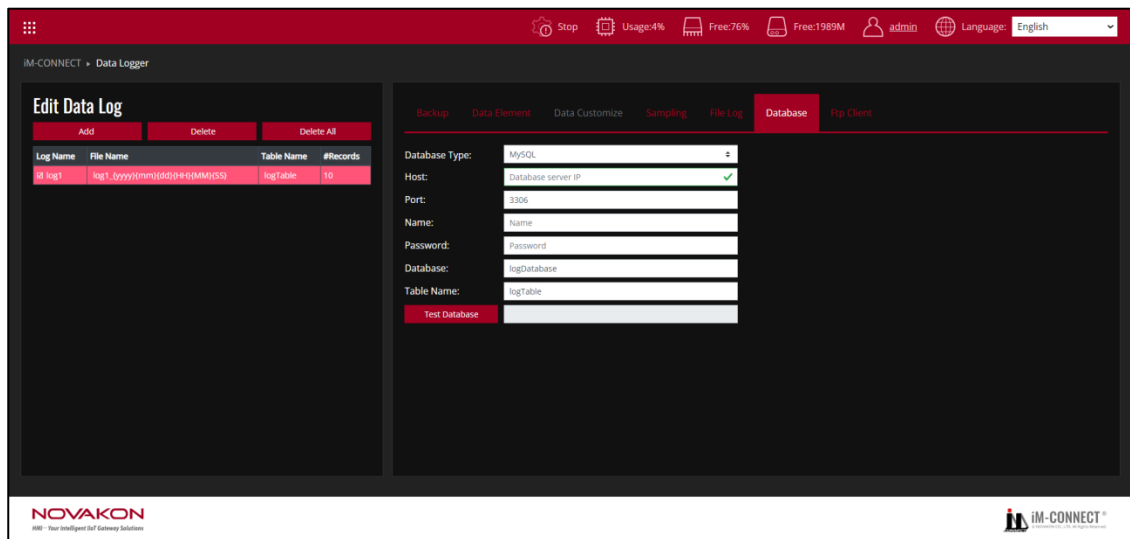 Stop Usage:4% Free:76% Free:1989M admin Language: English
iM-CONNECT ▸ Data Logger
Edit Data Log
Add Delete Delete All
Log Name File Name Table Name #Records
log1 log1_{yyyy}{mm}{dd}{HH}{MM}{SS} logTable 10
Backup Data Element Data Customize Sampling File Log Database Ftp Client
Database Type: MySQL
Host: Database server IP
Port: 3306
Name: Name
Password: Password
Database: logDatabase
Table Name: logTable
Test Database
NOVAKON
HMI - Your Intelligent IIoT Gateway Solutions
iM-CONNECT®